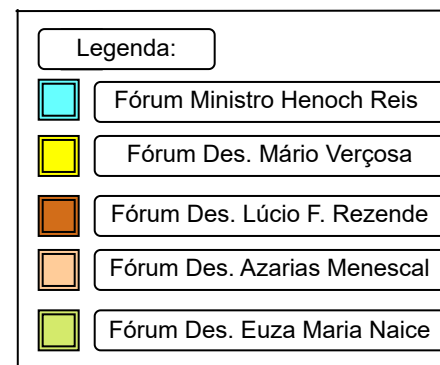 Legenda:
Fórum Ministro Henoch Reis
Fórum Des. Mário Verçosa
Fórum Des. Lúcio F. Rezende
Fórum Des. Azarias Menescal
Fórum Des. Euza Maria Naice